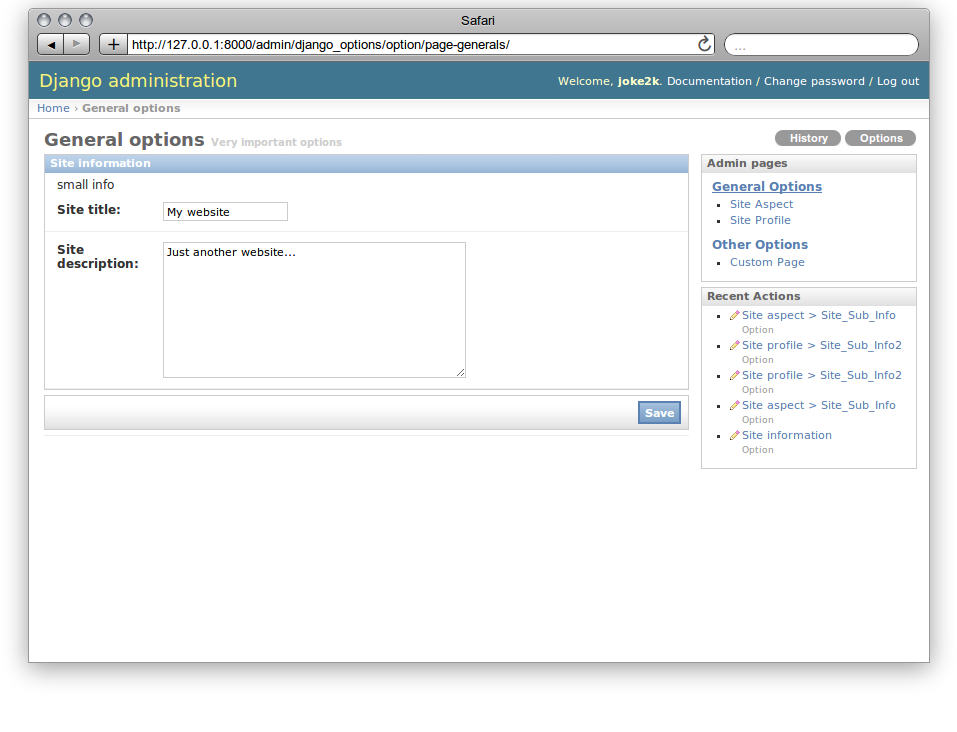 Safari
http://127.0.0.1:8000/admin/django_options/option/page-generals/
...
Django administration
Welcome, joke2k. Documentation / Change password / Log out
Home › General options
General options Very important options
History
Options
Site information
small info
Site title:
My website
Site description:
Just another website...
Save
Admin pages
General Options
Site Aspect
Site Profile
Other Options
Custom Page
Recent Actions
Site aspect > Site_Sub_Info
Option
Site profile > Site_Sub_Info2
Option
Site profile > Site_Sub_Info2
Option
Site aspect > Site_Sub_Info
Option
Site information
Option